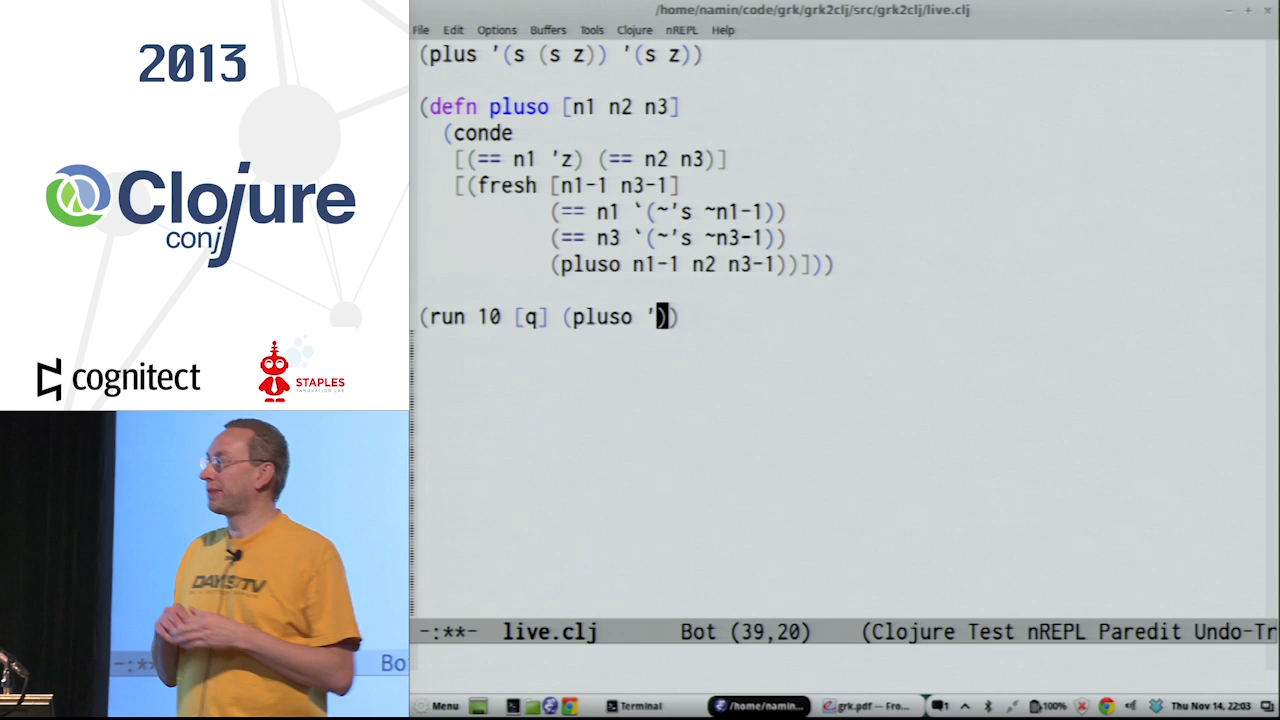 2013
Clojure
conj
cognitect
STAPLES
/home/namin/code/grk/grk2clj/src/grk2clj/live.clj
File Edit Options Buffers Tools Clojure nREPL Help
(plus '(s (s z)) '(s z))
(defn pluso [n1 n2 n3]
(conde
[(== n1 'z) (== n2 n3)]
[(fresh [n1-1 n3-1]
(== n1 `(~'s ~n1-1))
(== n3 `(~'s ~n3-1))
(pluso n1-1 n2 n3-1))]))
(run 10 [q] (pluso '))
-:**- live.clj Bot (39,20) (Clojure Test nREPL Paredit Undo-Tr
-:** Bo
Menu Terminal /home/namin... grk.pdf — Fro... 1 100% Thu Nov 14, 22:03